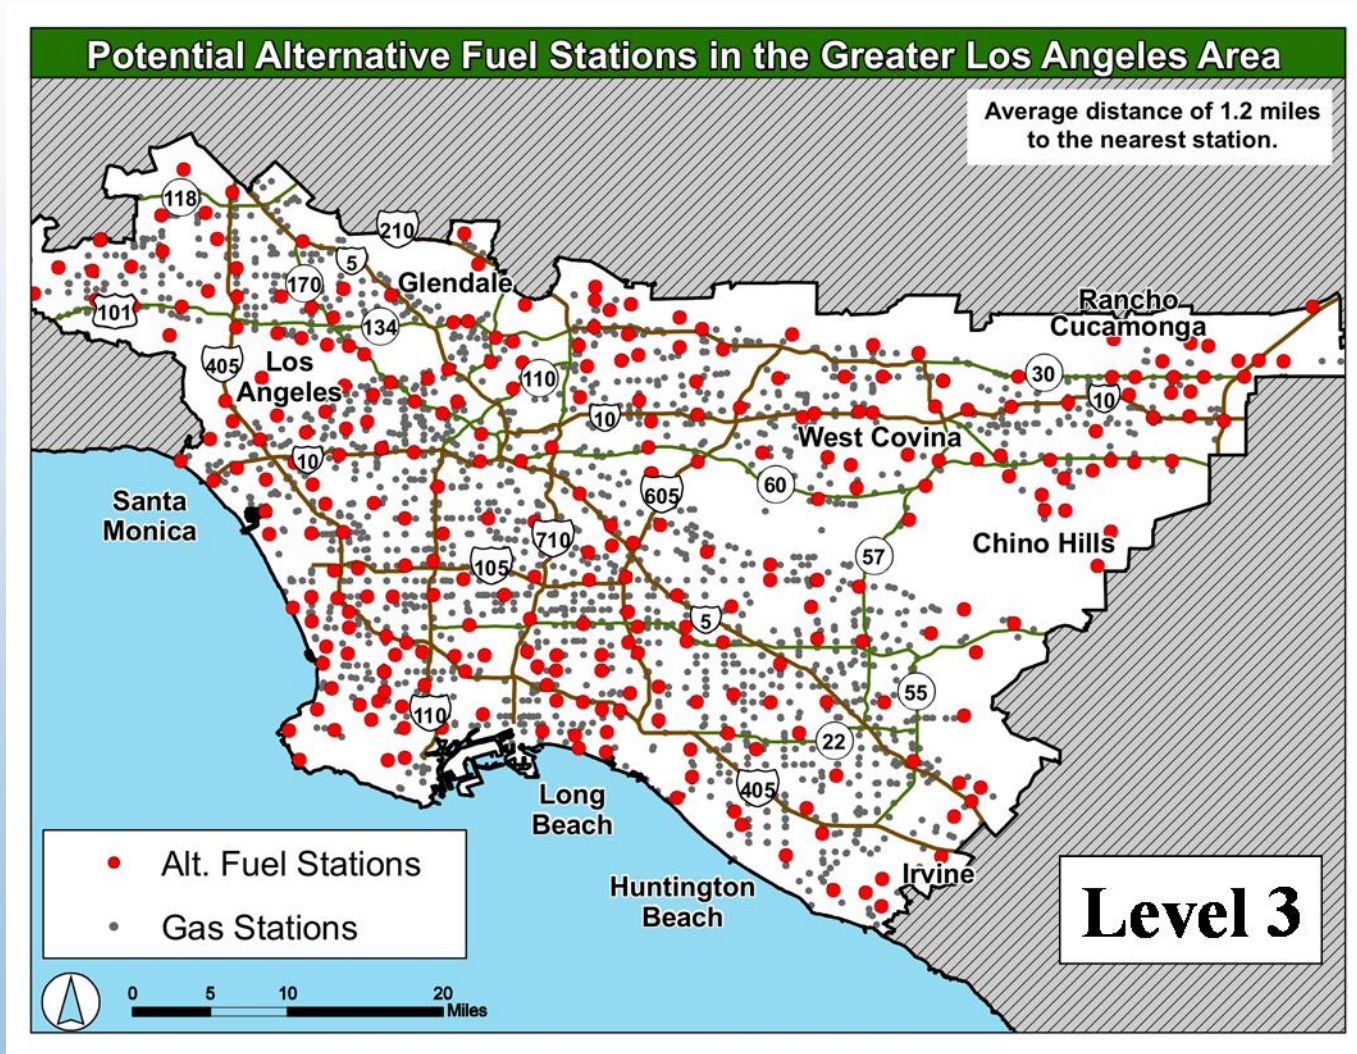 Potential Alternative Fuel Stations in the Greater Los Angeles Area
Average distance of 1.2 miles
to the nearest station.
118
210
5
170
Glendale
101
134
Rancho
Cucamonga
405
Los
Angeles
110
30
10
10
West Covina
10
60
605
Santa
Monica
710
105
57
Chino Hills
5
55
110
22
405
Long
Beach
Huntington
Beach
Irvine
Alt. Fuel Stations
Gas Stations
Level 3
0 5 10 20
Miles